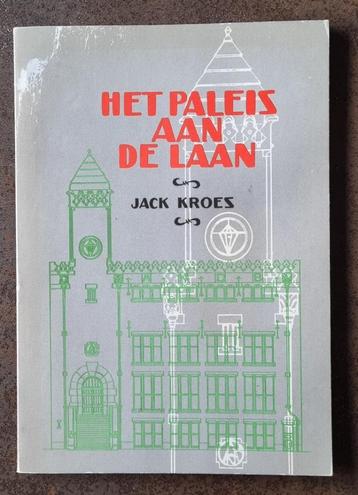 HET PALEIS
AAN
DE LAAN
JACK KROES